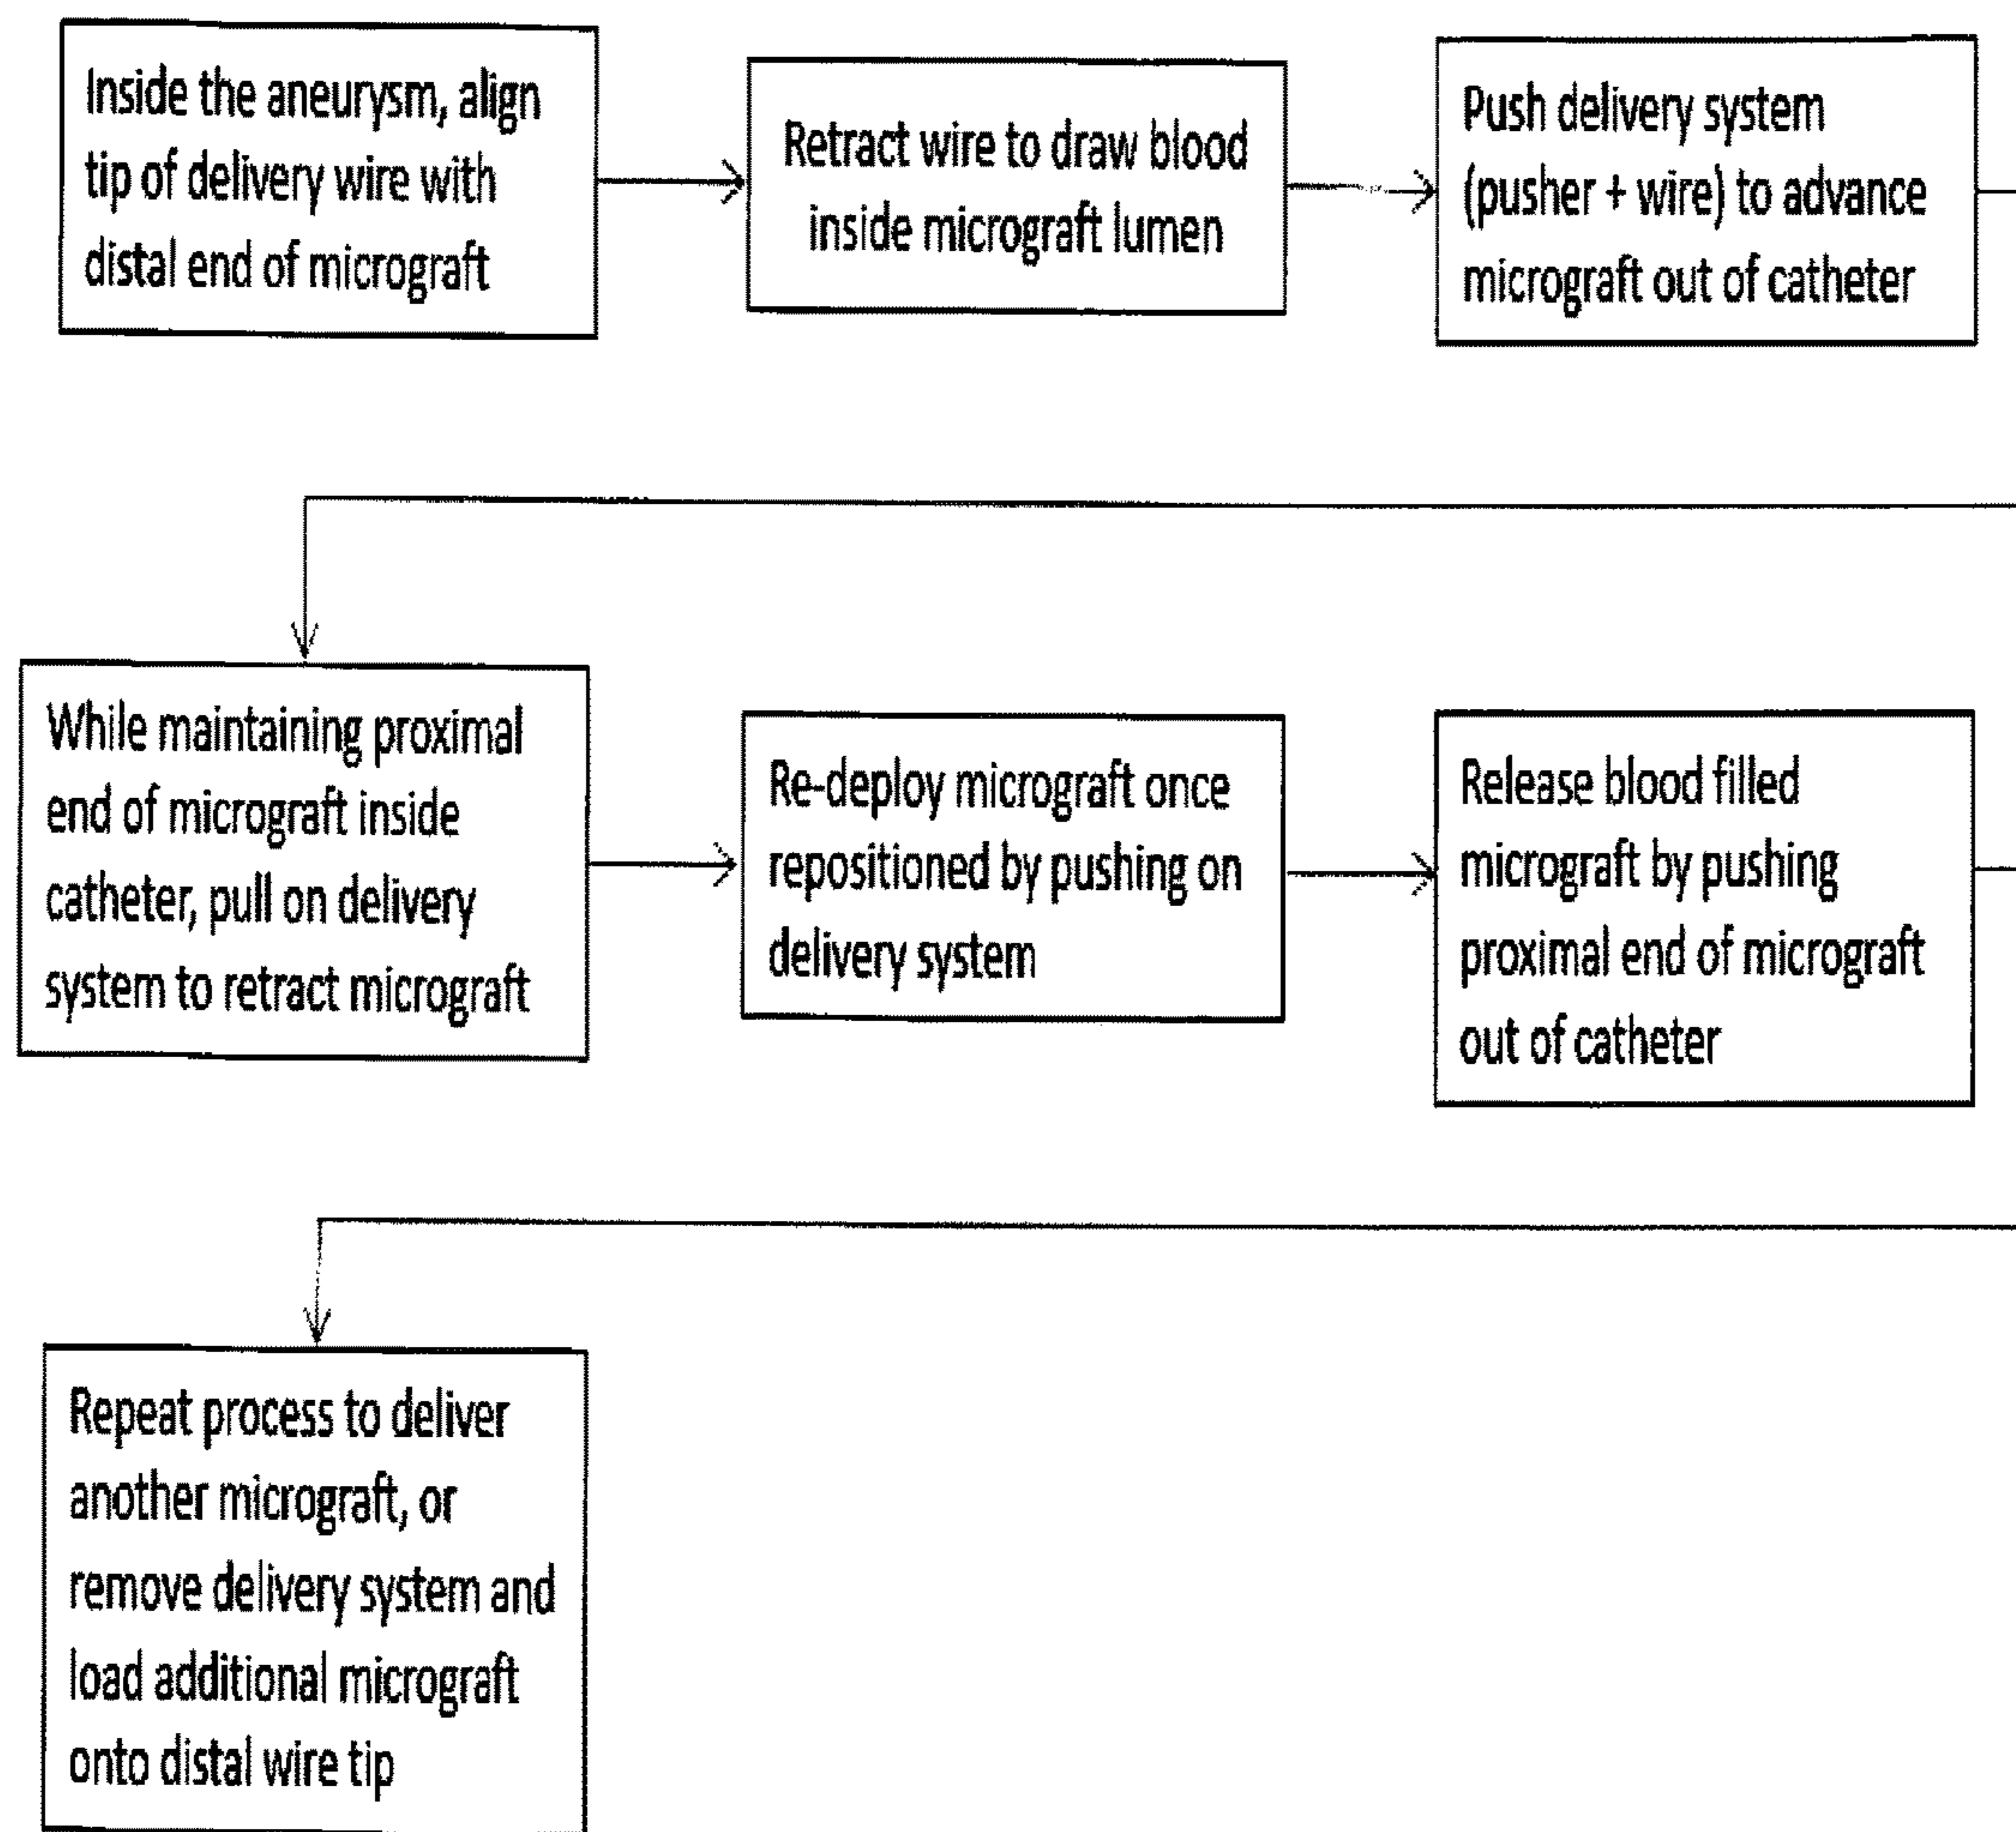 Inside the aneurysm, align
tip of delivery wire with
distal end of micrograft
Retract wire to draw blood
inside micrograft lumen
Push delivery system
(pusher + wire) to advance
micrograft out of catheter
While maintaining proximal
end of micrograft inside
catheter, pull on delivery
system to retract micrograft
Re-deploy micrograft once
repositioned by pushing on
delivery system
Release blood filled
micrograft by pushing
proximal end of micrograft
out of catheter
Repeat process to deliver
another micrograft, or
remove delivery system and
load additional micrograft
onto distal wire tip